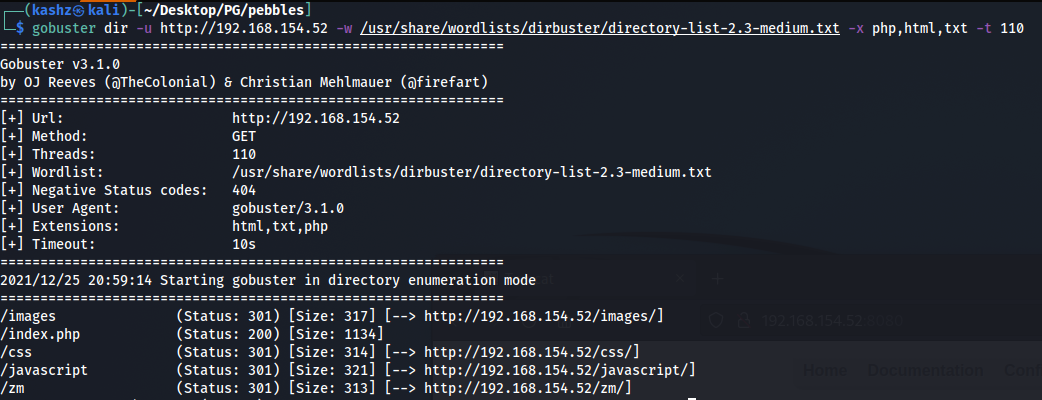 ┌──(kashz㉿kali)-[~/Desktop/PG/pebbles]
└─$ gobuster dir -u http://192.168.154.52 -w /usr/share/wordlists/dirbuster/directory-list-2.3-medium.txt -x php,html,txt -t 110
===============================================================
Gobuster v3.1.0
by OJ Reeves (@TheColonial) & Christian Mehlmauer (@firefart)
===============================================================
[+] Url:                     http://192.168.154.52
[+] Method:                  GET
[+] Threads:                 110
[+] Wordlist:                /usr/share/wordlists/dirbuster/directory-list-2.3-medium.txt
[+] Negative Status codes:   404
[+] User Agent:              gobuster/3.1.0
[+] Extensions:              html,txt,php
[+] Timeout:                 10s
===============================================================
2021/12/25 20:59:14 Starting gobuster in directory enumeration mode
===============================================================
/images               (Status: 301) [Size: 317] [--> http://192.168.154.52/images/]
/index.php            (Status: 200) [Size: 1134]
/css                  (Status: 301) [Size: 314] [--> http://192.168.154.52/css/]
/javascript           (Status: 301) [Size: 321] [--> http://192.168.154.52/javascript/]
/zm                   (Status: 301) [Size: 313] [--> http://192.168.154.52/zm/]
192.168.154.52:8080
Home Documentation